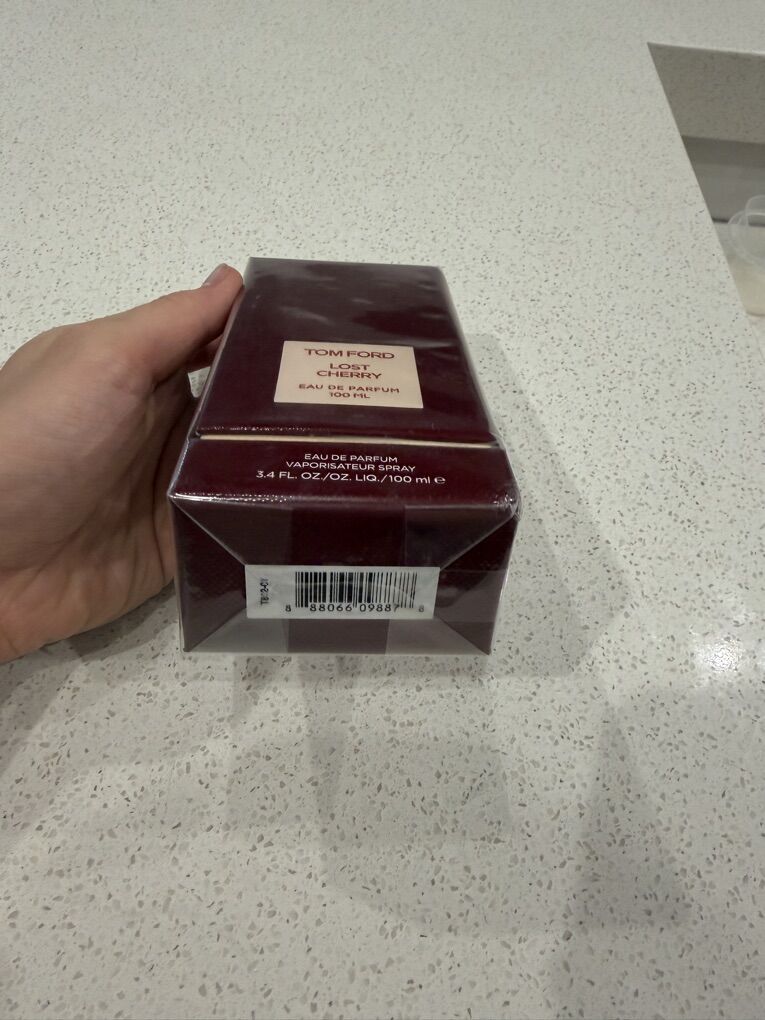 TOM FORD
LOST
CHERRY
EAU DE PARFUM
100 ML
EAU DE PARFUM
VAPORISATEUR SPRAY
3.4 FL. OZ./OZ. LIQ./100 ml ℮
8 88066 09887 8